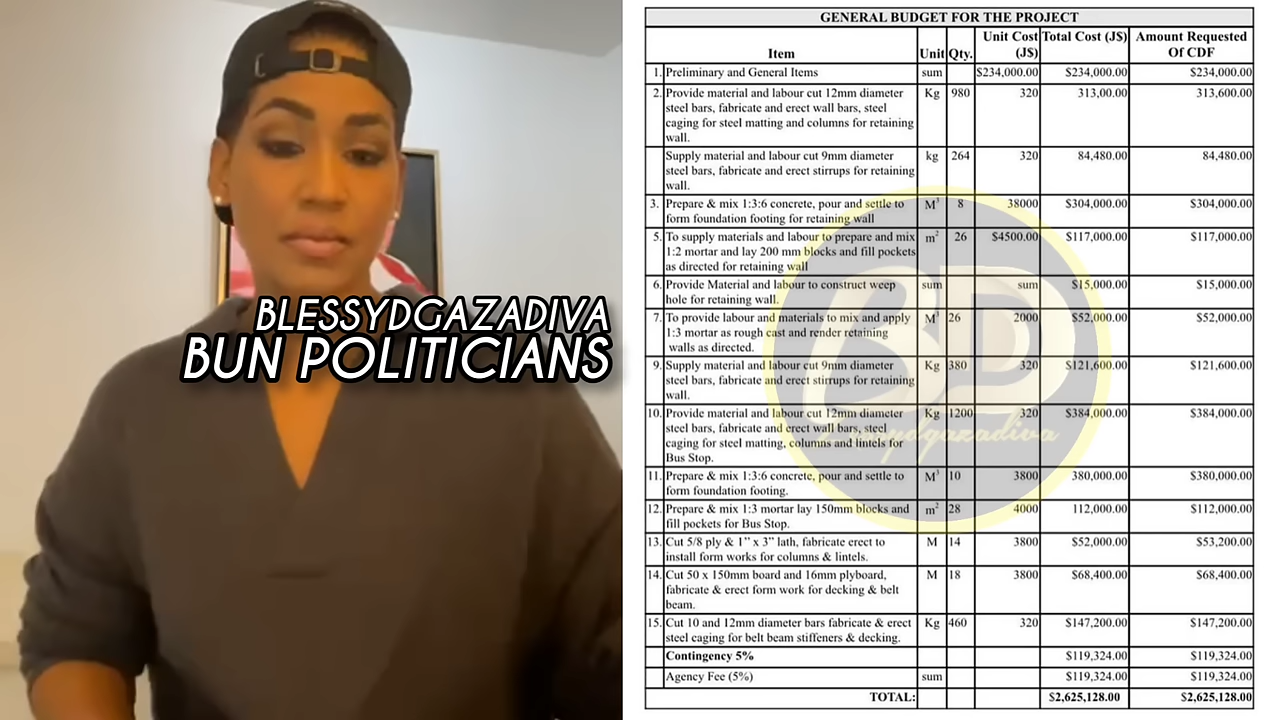 BLESSYDGAZADIVA
BUN POLITICIANS
GENERAL BUDGET FOR THE PROJECT
Item Unit Qty. Unit Cost (J$) Total Cost (J$) Amount Requested Of CDF
1. Preliminary and General Items sum $234,000.00 $234,000.00 $234,000.00
2. Provide material and labour cut 12mm diameter Kg 980 320 313,00.00 313,600.00
steel bars, fabricate and erect wall bars, steel
caging for steel matting and columns for retaining
wall.
Supply material and labour cut 9mm diameter kg 264 320 84,480.00 84,480.00
steel bars, fabricate and erect stirrups for retaining
wall.
3. Prepare & mix 1:3:6 concrete, pour and settle to M³ 8 38000 $304,000.00 $304,000.00
form foundation footing for retaining wall
5. To supply materials and labour to prepare and mix m² 26 $4500.00 $117,000.00 $117,000.00
1:2 mortar and lay 200 mm blocks and fill pockets
as directed for retaining wall
6. Provide Material and labour to construct weep sum sum $15,000.00 $15,000.00
hole for retaining wall.
7. To provide labour and materials to mix and apply M³ 26 2000 $52,000.00 $52,000.00
1:3 mortar as rough cast and render retaining
walls as directed.
9. Supply material and labour cut 9mm diameter Kg 380 320 $121,600.00 $121,600.00
steel bars, fabricate and erect stirrups for retaining
wall.
10. Provide material and labour cut 12mm diameter Kg 1200 320 $384,000.00 $384,000.00
steel bars, fabricate and erect wall bars, steel
caging for steel matting, columns and lintels for
Bus Stop.
11. Prepare & mix 1:3:6 concrete, pour and settle to M³ 10 3800 380,000.00 $380,000.00
form foundation footing.
12. Prepare & mix 1:3 mortar lay 150mm blocks and m² 28 4000 112,000.00 $112,000.00
fill pockets for Bus Stop.
13. Cut 5/8 ply & 1” x 3” lath, fabricate erect to M 14 3800 $52,000.00 $53,200.00
install form works for columns & lintels.
14. Cut 50 x 150mm board and 16mm plyboard, M 18 3800 $68,400.00 $68,400.00
fabricate & erect form work for decking & belt
beam.
15. Cut 10 and 12mm diameter bars fabricate & erect Kg 460 320 $147,200.00 $147,200.00
steel caging for belt beam stiffeners & decking.
Contingency 5% $119,324.00 $119,324.00
Agency Fee (5%) sum $119,324.00 $119,324.00
TOTAL: $2,625,128.00 $2,625,128.00